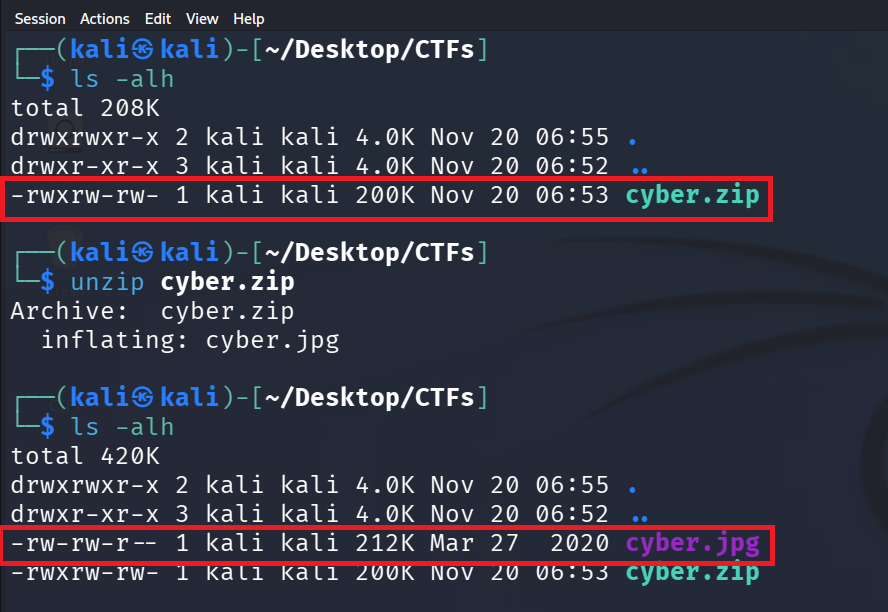 Session Actions Edit View Help
┌──(kali㉿kali)-[~/Desktop/CTFs]
└─$ ls -alh
total 208K
drwxrwxr-x 2 kali kali 4.0K Nov 20 06:55 .
drwxr-xr-x 3 kali kali 4.0K Nov 20 06:52 ..
-rwxrw-rw- 1 kali kali 200K Nov 20 06:53 cyber.zip
┌──(kali㉿kali)-[~/Desktop/CTFs]
└─$ unzip cyber.zip
Archive:  cyber.zip
  inflating: cyber.jpg
┌──(kali㉿kali)-[~/Desktop/CTFs]
└─$ ls -alh
total 420K
drwxrwxr-x 2 kali kali 4.0K Nov 20 06:55 .
drwxr-xr-x 3 kali kali 4.0K Nov 20 06:52 ..
-rw-rw-r-- 1 kali kali 212K Mar 27  2020 cyber.jpg
-rwxrw-rw- 1 kali kali 200K Nov 20 06:53 cyber.zip